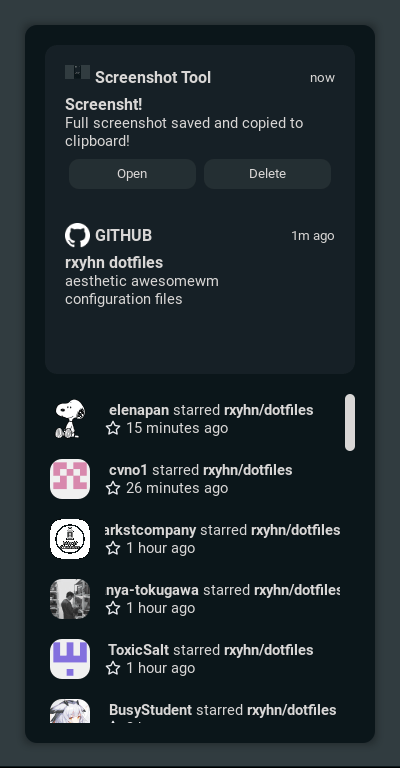 Screenshot Tool now
Screensht!
Full screenshot saved and copied to
clipboard!
Open Delete
GITHUB 1m ago
rxyhn dotfiles
aesthetic awesomewm
configuration files
elenapan starred rxyhn/dotfiles
15 minutes ago
cvno1 starred rxyhn/dotfiles
26 minutes ago
arkstcompany starred rxyhn/dotfiles
1 hour ago
nya-tokugawa starred rxyhn/dotfiles
1 hour ago
ToxicSalt starred rxyhn/dotfiles
1 hour ago
BusyStudent starred rxyhn/dotfiles